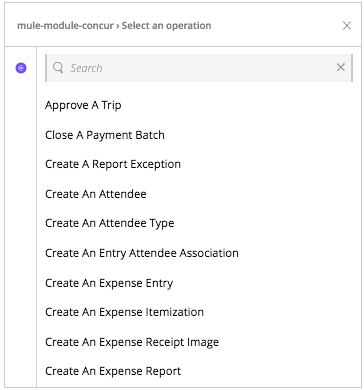 mule-module-concur › Select an operation
Search
Approve A Trip
Close A Payment Batch
Create A Report Exception
Create An Attendee
Create An Attendee Type
Create An Entry Attendee Association
Create An Expense Entry
Create An Expense Itemization
Create An Expense Receipt Image
Create An Expense Report